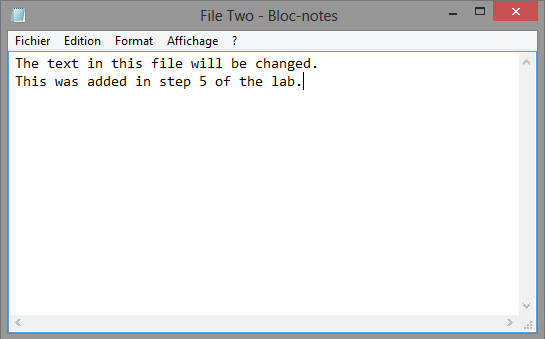 File Two - Bloc-notes
Fichier Edition Format Affichage ?
The text in this file will be changed.
This was added in step 5 of the lab.